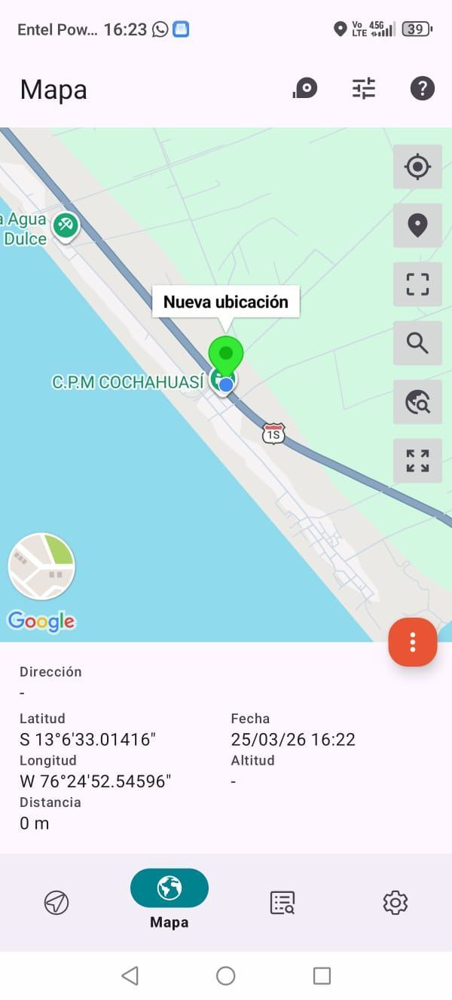 Entel Pow... 16:23
Vo LTE 4.5G 39
Mapa
a Agua
Dulce
Nueva ubicación
C.P.M COCHAHUASÍ
1S
Google
Dirección
-
Latitud
S 13°6'33.01416"
Fecha
25/03/26 16:22
Longitud
W 76°24'52.54596"
Altitud
-
Distancia
0 m
Mapa